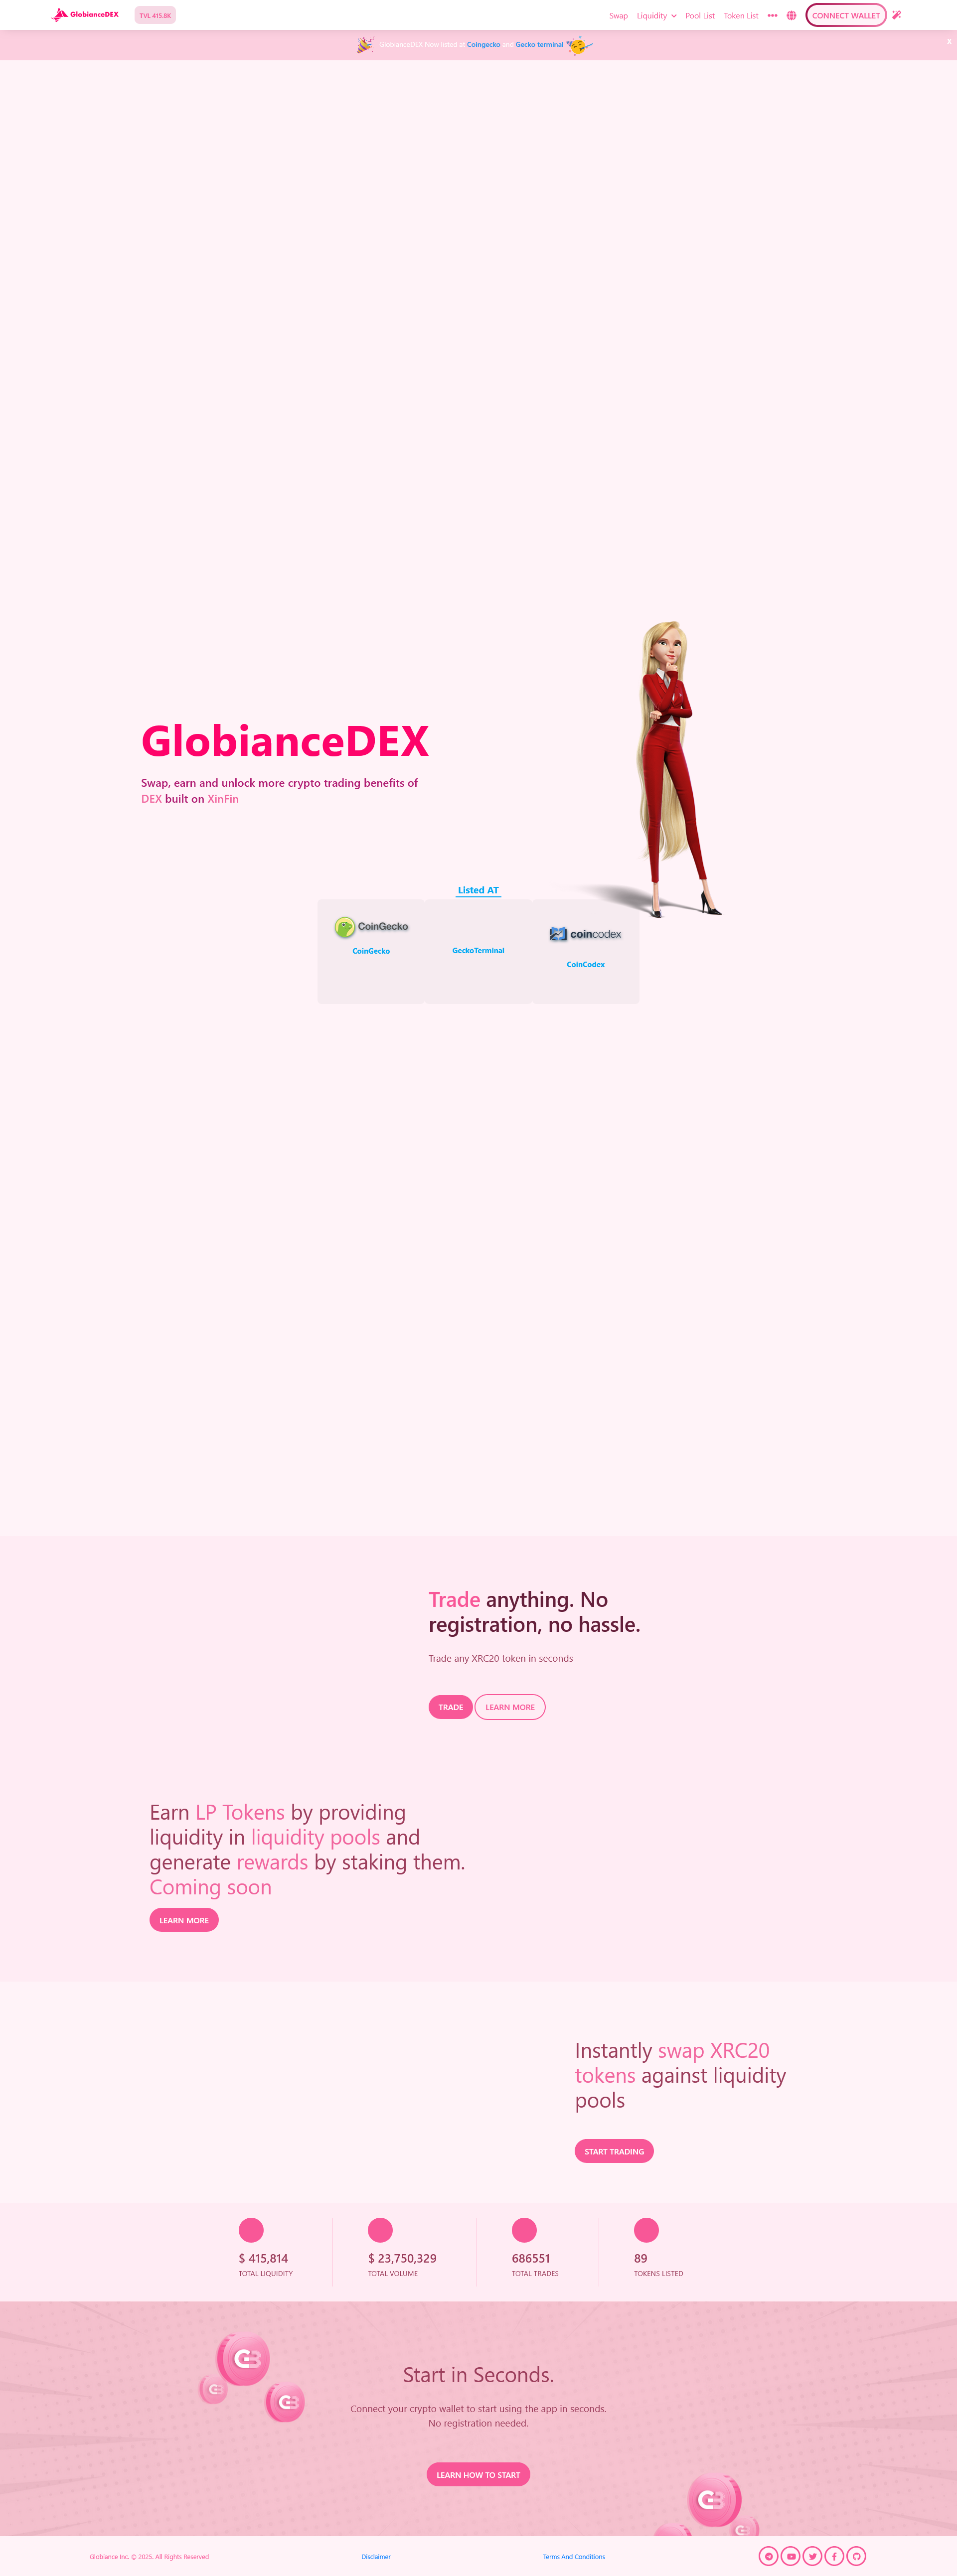 GlobianceDEX
TVL 415.8K
Swap
Liquidity
Pool List
Token List
CONNECT WALLET
GlobianceDEX Now listed at Coingecko and Gecko terminal
X
GlobianceDEX
Swap, earn and unlock more crypto trading benefits of
DEX built on XinFin
Listed AT
CoinGecko
CoinGecko
GeckoTerminal
coincodex
CoinCodex
Trade anything. No
registration, no hassle.
Trade any XRC20 token in seconds
TRADE
LEARN MORE
Earn LP Tokens by providing
liquidity in liquidity pools and
generate rewards by staking them.
Coming soon
LEARN MORE
Instantly swap XRC20
tokens against liquidity
pools
START TRADING
$ 415,814
TOTAL LIQUIDITY
$ 23,750,329
TOTAL VOLUME
686551
TOTAL TRADES
89
TOKENS LISTED
Start in Seconds.
Connect your crypto wallet to start using the app in seconds.
No registration needed.
LEARN HOW TO START
Globiance Inc. © 2025. All Rights Reserved
Disclaimer
Terms And Conditions